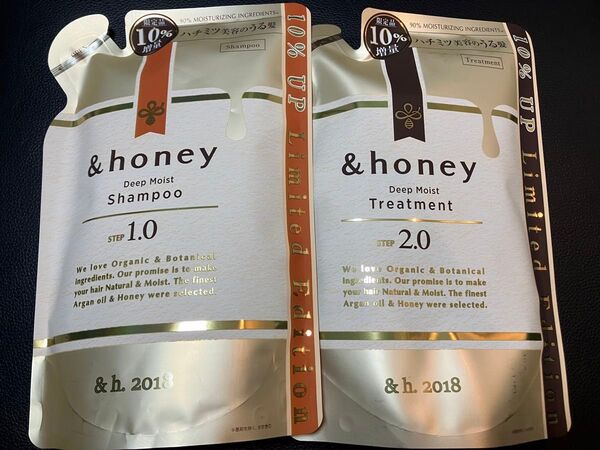 限定品
10%
増量
90% MOISTURIZING INGREDIENTS
ハチミツ美容のうる髪
Shampoo
10% UP Limited Edition
&honey
Deep Moist
Shampoo
STEP 1.0
We love Organic & Botanical
ingredients. Our promise is to make
your hair Natural & Moist. The finest
Argan oil & Honey were selected.
&h. 2018
限定品
10%
増量
90% MOISTURIZING INGREDIENTS
ハチミツ美容のうる髪
Treatment
10% UP Limited Edition
&honey
Deep Moist
Treatment
STEP 2.0
We love Organic & Botanical
ingredients. Our promise is to make
your hair Natural & Moist. The finest
Argan oil & Honey were selected.
&h. 2018